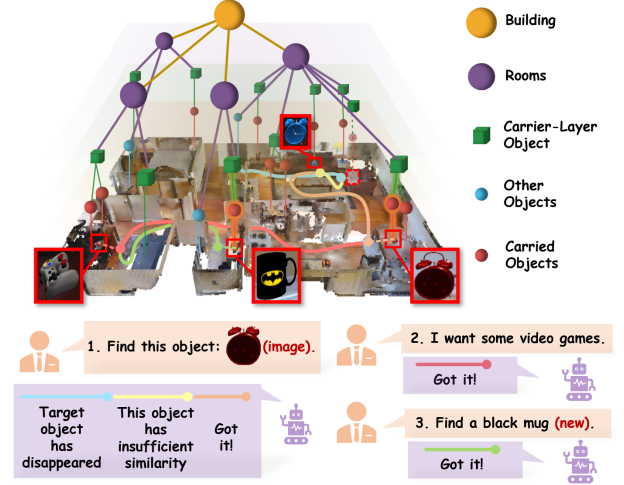 Building
Rooms
Carrier-Layer
Object
Other
Objects
Carried
Objects
1. Find this object: (image).
Target
object
has
disappeared
This object
has
insufficient
similarity
Got
it!
2. I want some video games.
Got it!
3. Find a black mug (new).
Got it!